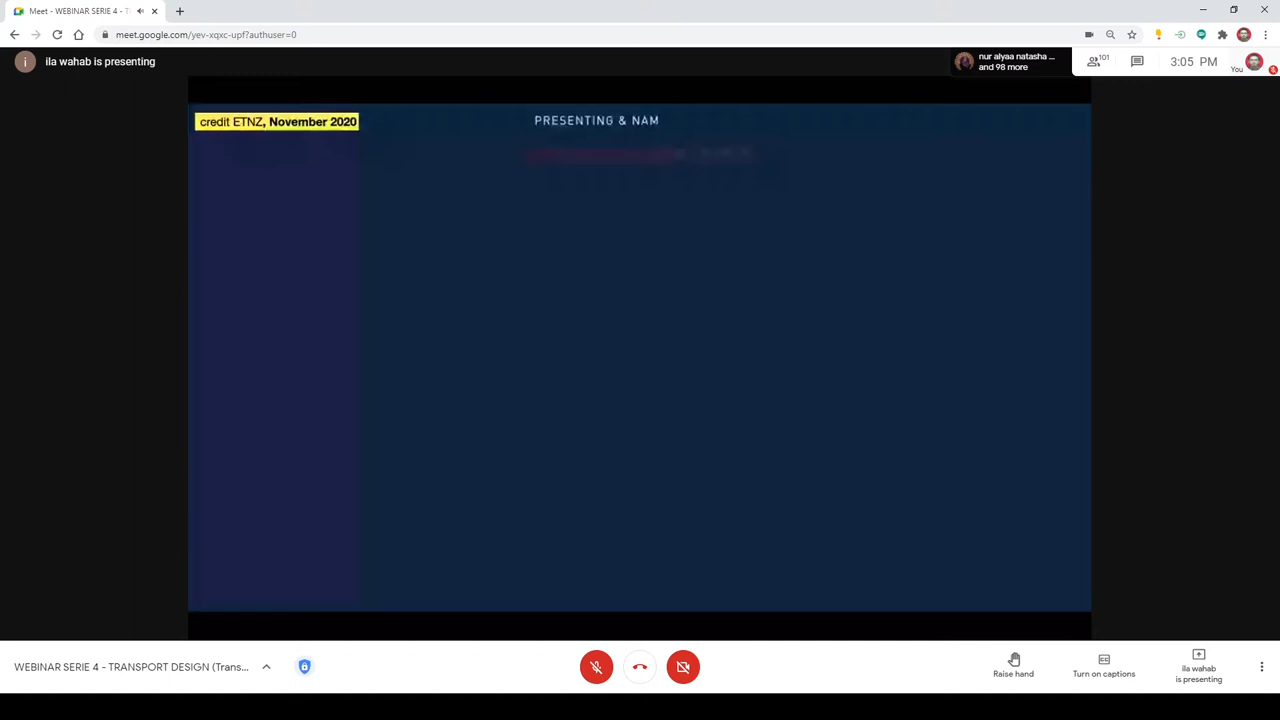 Meet - WEBINAR SERIE 4 - T
meet.google.com/yev-xqxc-upf?authuser=0
i
ila wahab is presenting
nur alyaa natasha ...
and 98 more
101
3:05 PM
You
credit ETNZ, November 2020
PRESENTING & NAM
WEBINAR SERIE 4 - TRANSPORT DESIGN (Trans...
Raise hand
Turn on captions
ila wahab
is presenting